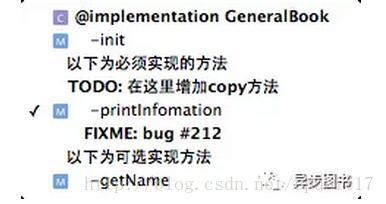 C @implementation GeneralBook
M -init
以下为必须实现的方法
TODO: 在这里增加copy方法
✓ M -printInfomation
FIXME: bug #212
以下为可选实现方法
M -getName
异步图书